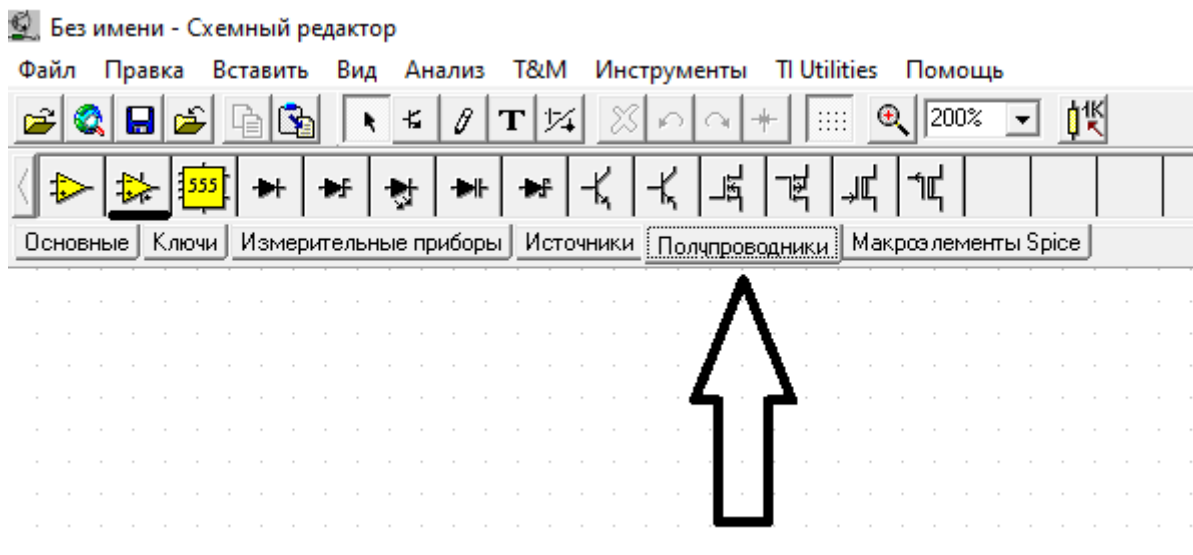 Без имени - Схемный редактор
Файл Правка Вставить Вид Анализ T&M Инструменты TI Utilities Помощь
T 200% 1K
555
Основные Ключи Измерительные приборы Источники Полупроводники Макроэлементы Spice